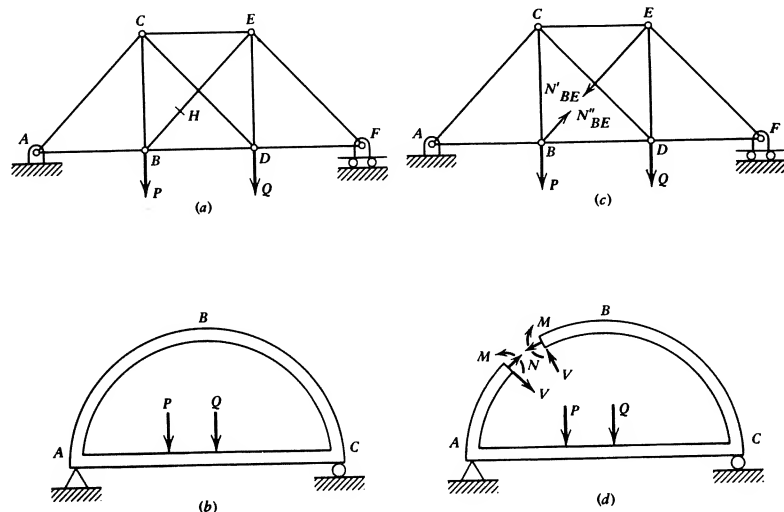 C E
A H F
B D
P Q
(a)
C E
N'BE
N"BE
A F
B D
P Q
(c)
B
P Q
A C
(b)
B
M
M N V
V
P Q
A C
(d)